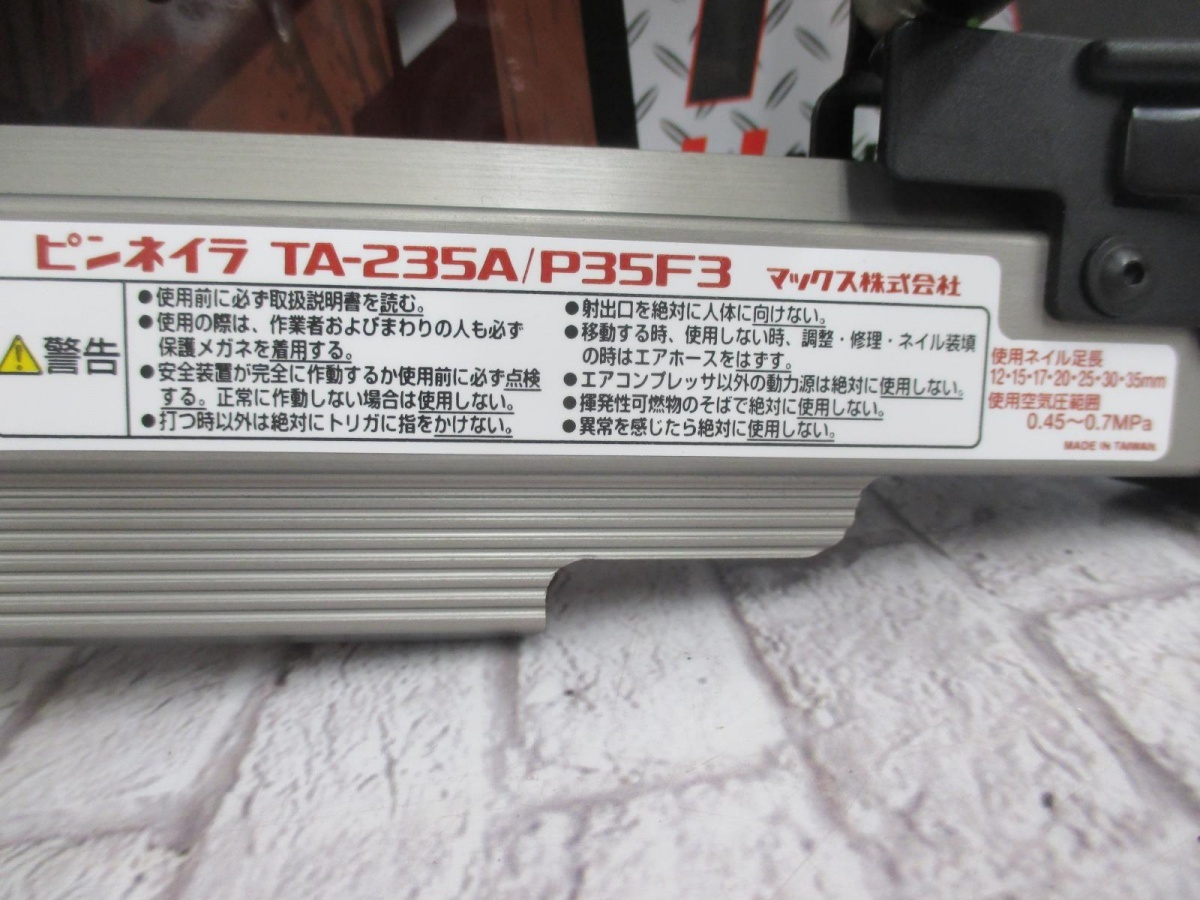 ピンネイラ TA-235A/P35F3 マックス株式会社
警告
●使用前に必ず取扱説明書を読む。
●使用の際は、作業者およびまわりの人も必ず
保護メガネを着用する。
●安全装置が完全に作動するか使用前に必ず点検
する。正常に作動しない場合は使用しない。
●打つ時以外は絶対にトリガに指をかけない。
●射出口を絶対に人体に向けない。
●移動する時、使用しない時、調整・修理・ネイル装填
の時はエアホースをはずす。
●エアコンプレッサ以外の動力源は絶対に使用しない。
●揮発性可燃物のそばで絶対に使用しない。
●異常を感じたら絶対に使用しない。
使用ネイル足長
12・15・17・20・25・30・35mm
使用空気圧範囲
0.45～0.7MPa
MADE IN TAIWAN